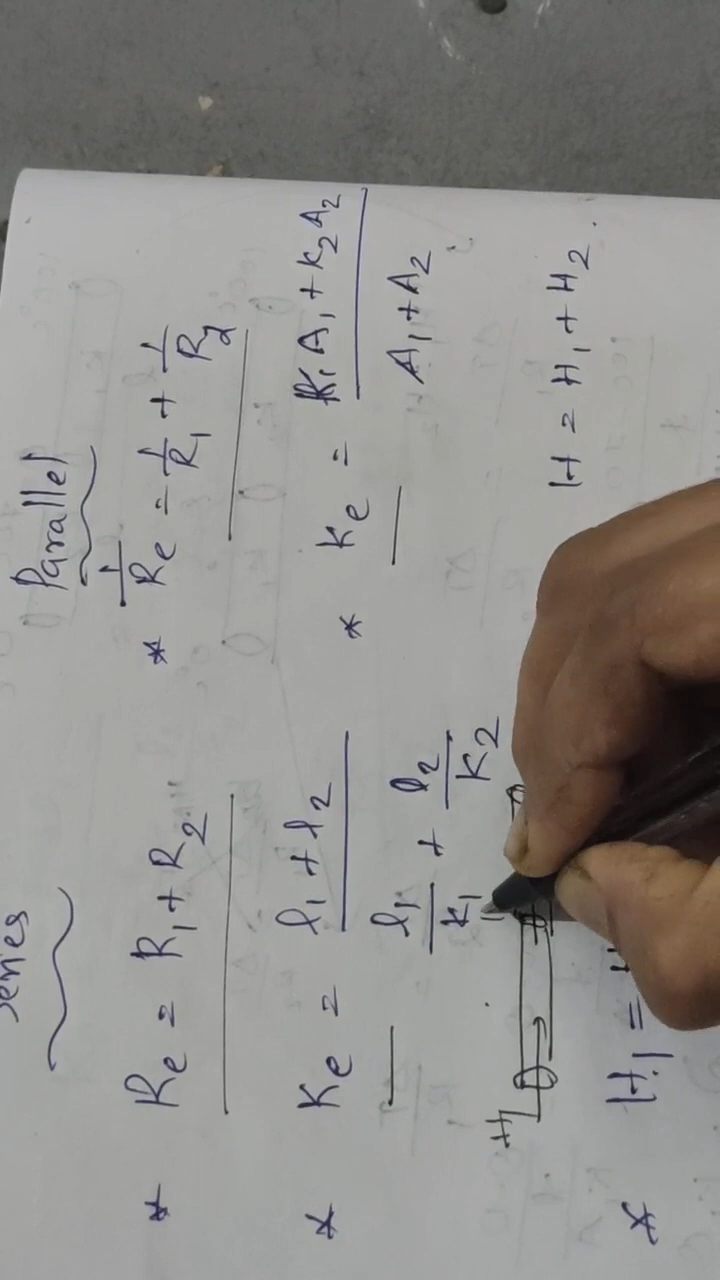 Series
* Re = R1 + R2
* Ke = l1 + l2 / l1/K1 + l2/K2
H
* H1 =
Parallel
* 1/Re = 1/R1 + 1/R2
* Ke = K1A1 + K2A2 / A1 + A2
H = H1 + H2.